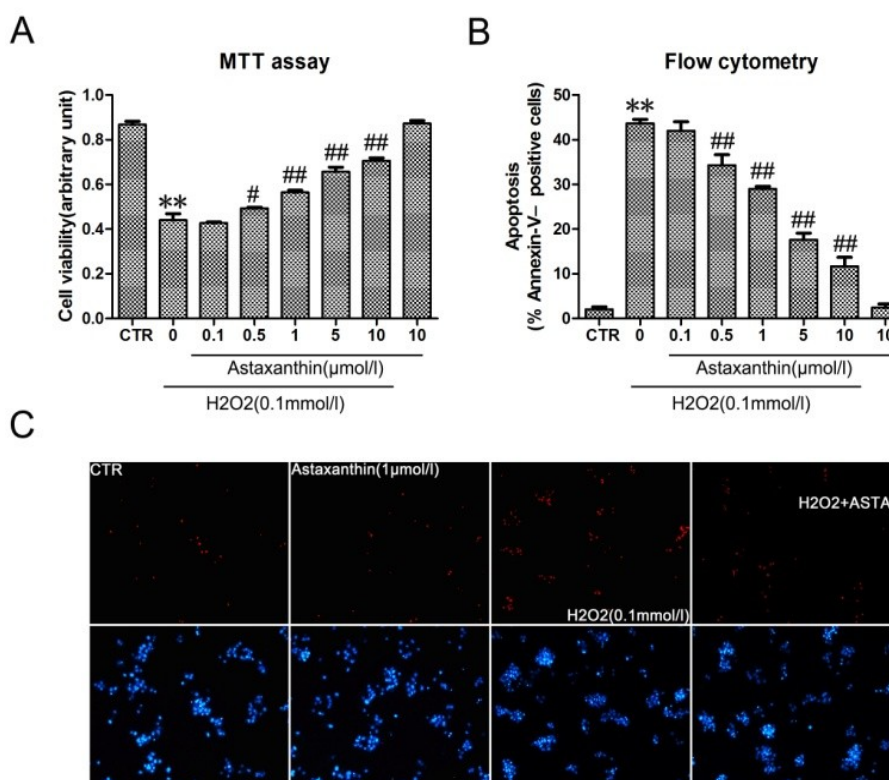 A
MTT assay
Cell viability(arbitrary unit)
1.0
0.8
0.6
0.4
0.2
0.0
**
#
##
##
##
CTR 0 0.1 0.5 1 5 10 10
Astaxanthin(μmol/l)
H2O2(0.1mmol/l)
B
Flow cytometry
Apoptosis
(% Annexin-V– positive cells)
50
40
30
20
10
0
**
##
##
##
##
CTR 0 0.1 0.5 1 5 10 10
Astaxanthin(μmol/l)
H2O2(0.1mmol/l)
C
CTR
Astaxanthin(1μmol/l)
H2O2(0.1mmol/l)
H2O2+ASTA